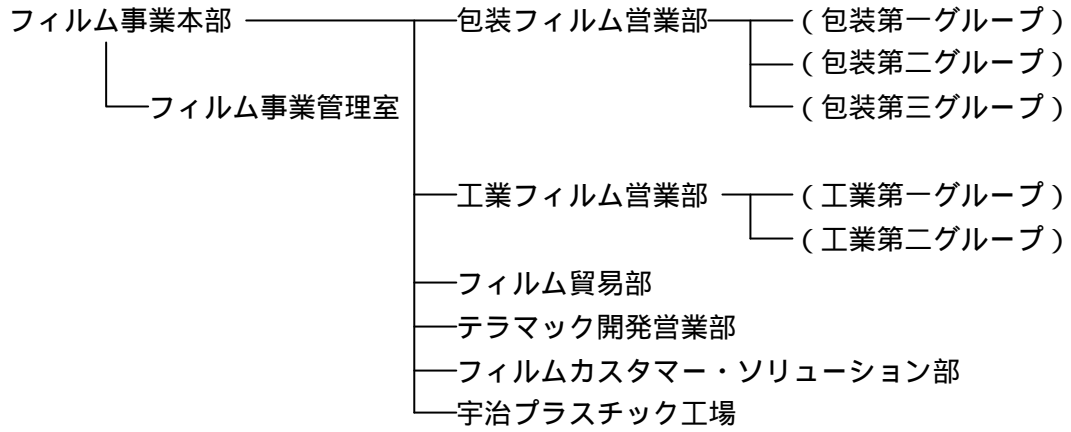 フィルム事業本部
包装フィルム営業部
(包装第一グループ)
(包装第二グループ)
フィルム事業管理室
(包装第三グループ)
工業フィルム営業部
(工業第一グループ)
(工業第二グループ)
フィルム貿易部
テラマック開発営業部
フィルムカスタマー・ソリューション部
宇治プラスチック工場